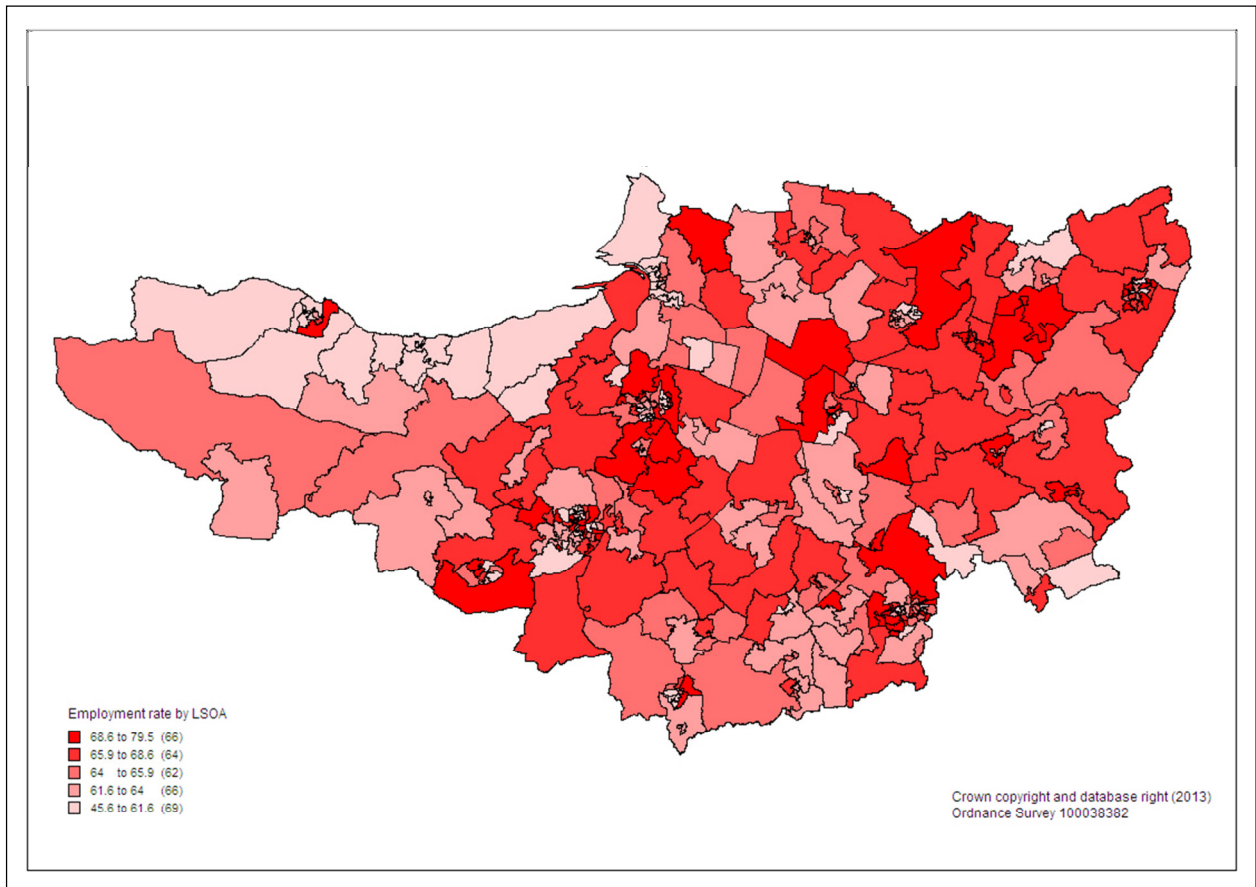 Employment rate by LSOA
68.6 to 79.5 (66)
65.9 to 68.6 (64)
64 to 65.9 (62)
61.6 to 64 (66)
45.6 to 61.6 (69)
Crown copyright and database right (2013)
Ordnance Survey 100038382